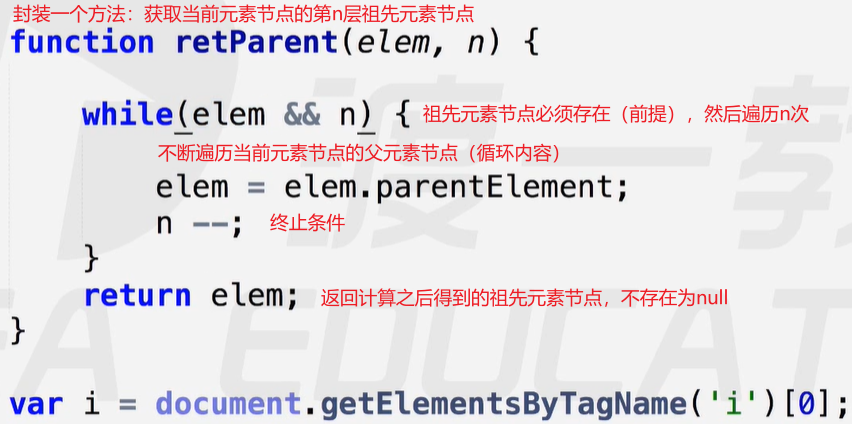 封装一个方法：获取当前元素节点的第n层祖先元素节点
function retParent(elem, n) {
while(elem && n) { 祖先元素节点必须存在（前提），然后遍历n次
不断遍历当前元素节点的父元素节点（循环内容）
elem = elem.parentElement;
n --; 终止条件
}
return elem; 返回计算之后得到的祖先元素节点，不存在为null
}
var i = document.getElementsByTagName('i')[0];